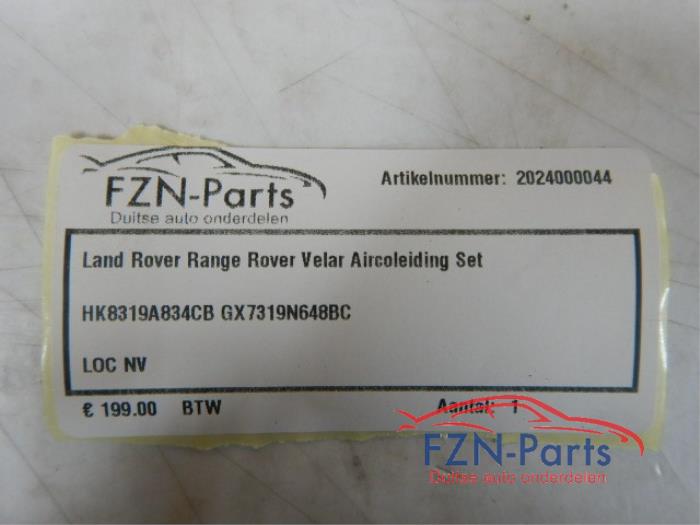 FZN-Parts
Duitse auto onderdelen
Artikelnummer: 2024000044
Land Rover Range Rover Velar Aircoleiding Set
HK8319A834CB GX7319N648BC
LOC NV
€ 199.00 BTW
Aantal: 1
FZN-Parts
Duitse auto onderdelen